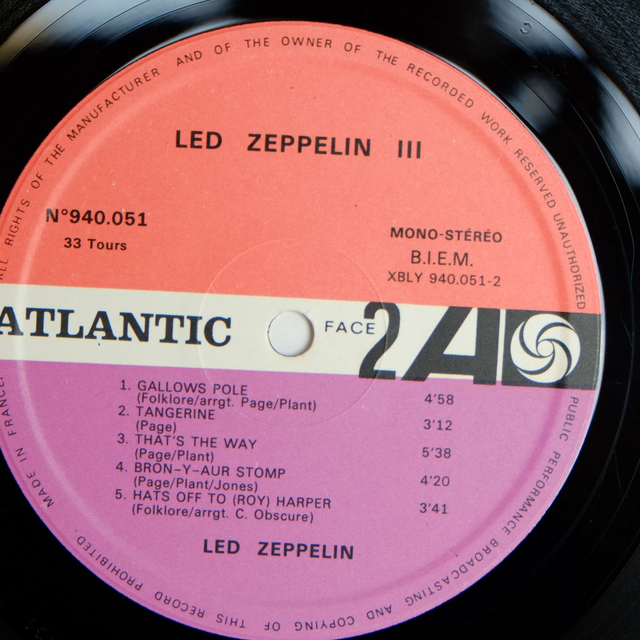 ALL RIGHTS OF THE MANUFACTURER AND OF THE OWNER OF THE RECORDED WORK RESERVED UNAUTHORIZED
LED ZEPPELIN III
N°940.051
33 Tours
MONO-STÉRÉO
B.I.E.M.
XBLY 940.051-2
ATLANTIC
FACE 2
A
1. GALLOWS POLE
(Folklore/arrgt. Page/Plant) 4'58
2. TANGERINE
(Page) 3'12
3. THAT'S THE WAY
(Page/Plant) 5'38
4. BRON-Y-AUR STOMP
(Page/Plant/Jones) 4'20
5. HATS OFF TO (ROY) HARPER
(Folklore/arrgt. C. Obscure) 3'41
LED ZEPPELIN
PUBLIC PERFORMANCE BROADCASTING AND COPYING OF THIS RECORD PROHIBITED.
MADE IN FRANCE